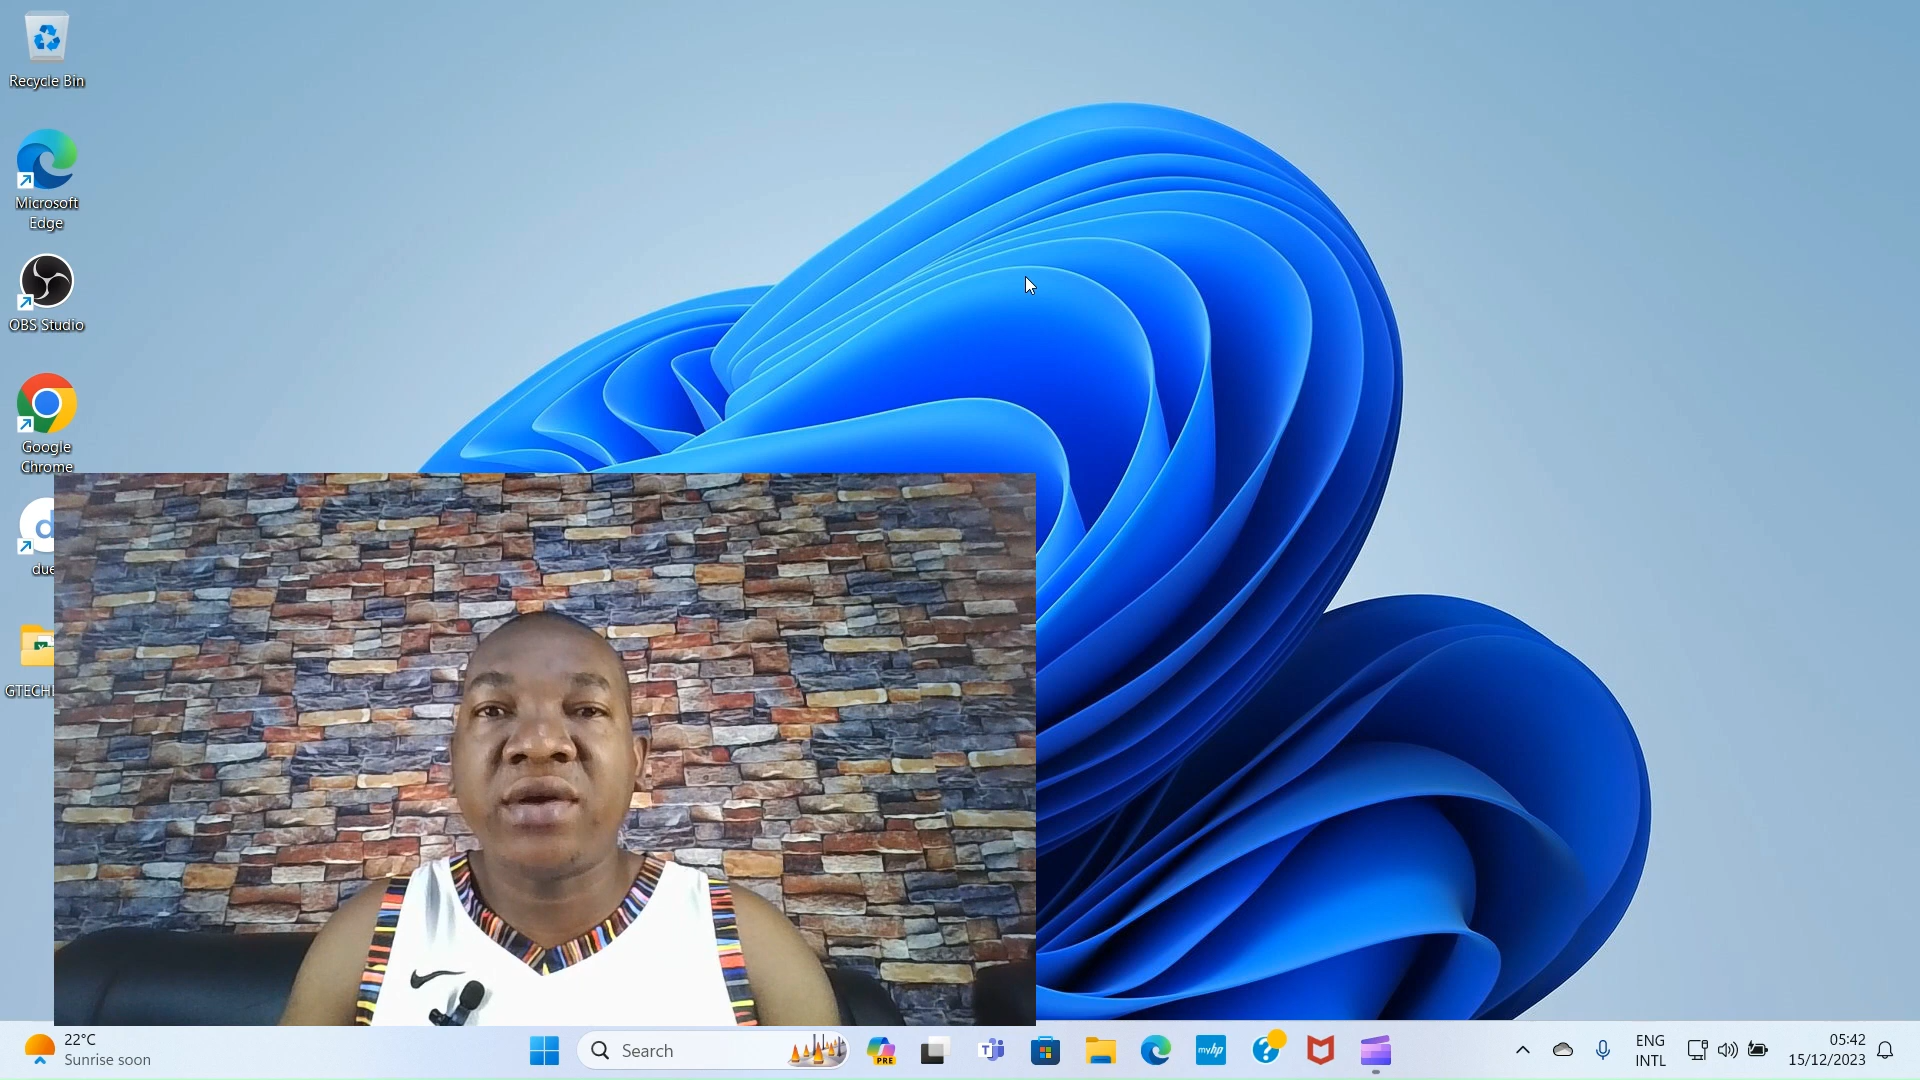 Recycle Bin
Microsoft
Edge
OBS Studio
Google
Chrome
d
due
GTECH
22°C
Sunrise soon
Search
PRE
T
myhp
?
ENG
INTL
05:42
15/12/2023